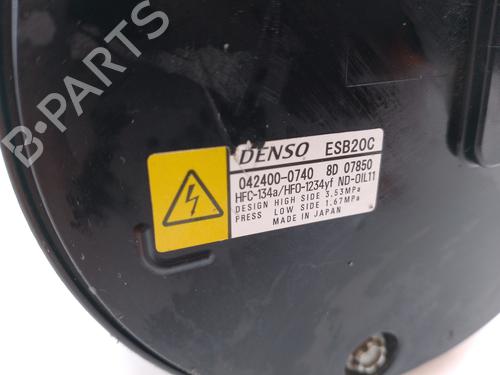 B-PARTS
DENSO ESB20C
042400-0740 8D 07850
HFC-134a/HFO-1234yf ND-OIL11
DESIGN HIGH SIDE 3.53MPa
PRESS LOW SIDE 1.67MPa
MADE IN JAPAN